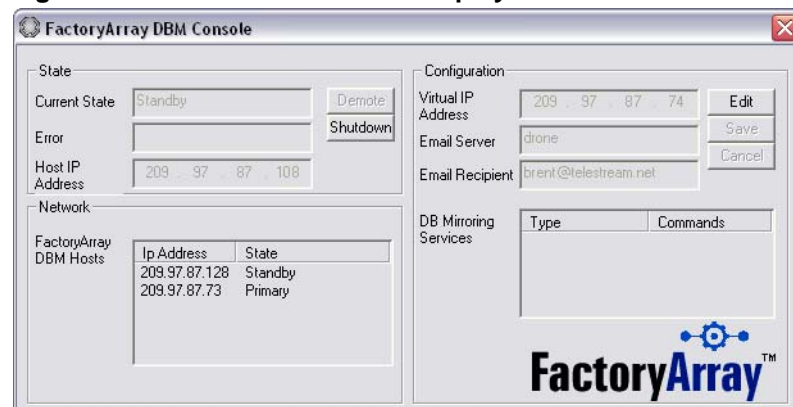 FactoryArray DBM Console
State
Current State Standby Demote
Error Shutdown
Host IP Address 209 . 97 . 87 . 108
Network
FactoryArray DBM Hosts
Ip Address State
209.97.87.128 Standby
209.97.87.73 Primary
Configuration
Virtual IP Address 209 . 97 . 87 . 74 Edit
Email Server drone Save
Cancel
Email Recipient brent@telestream.net
DB Mirroring Services
Type Commands
FactoryArray™